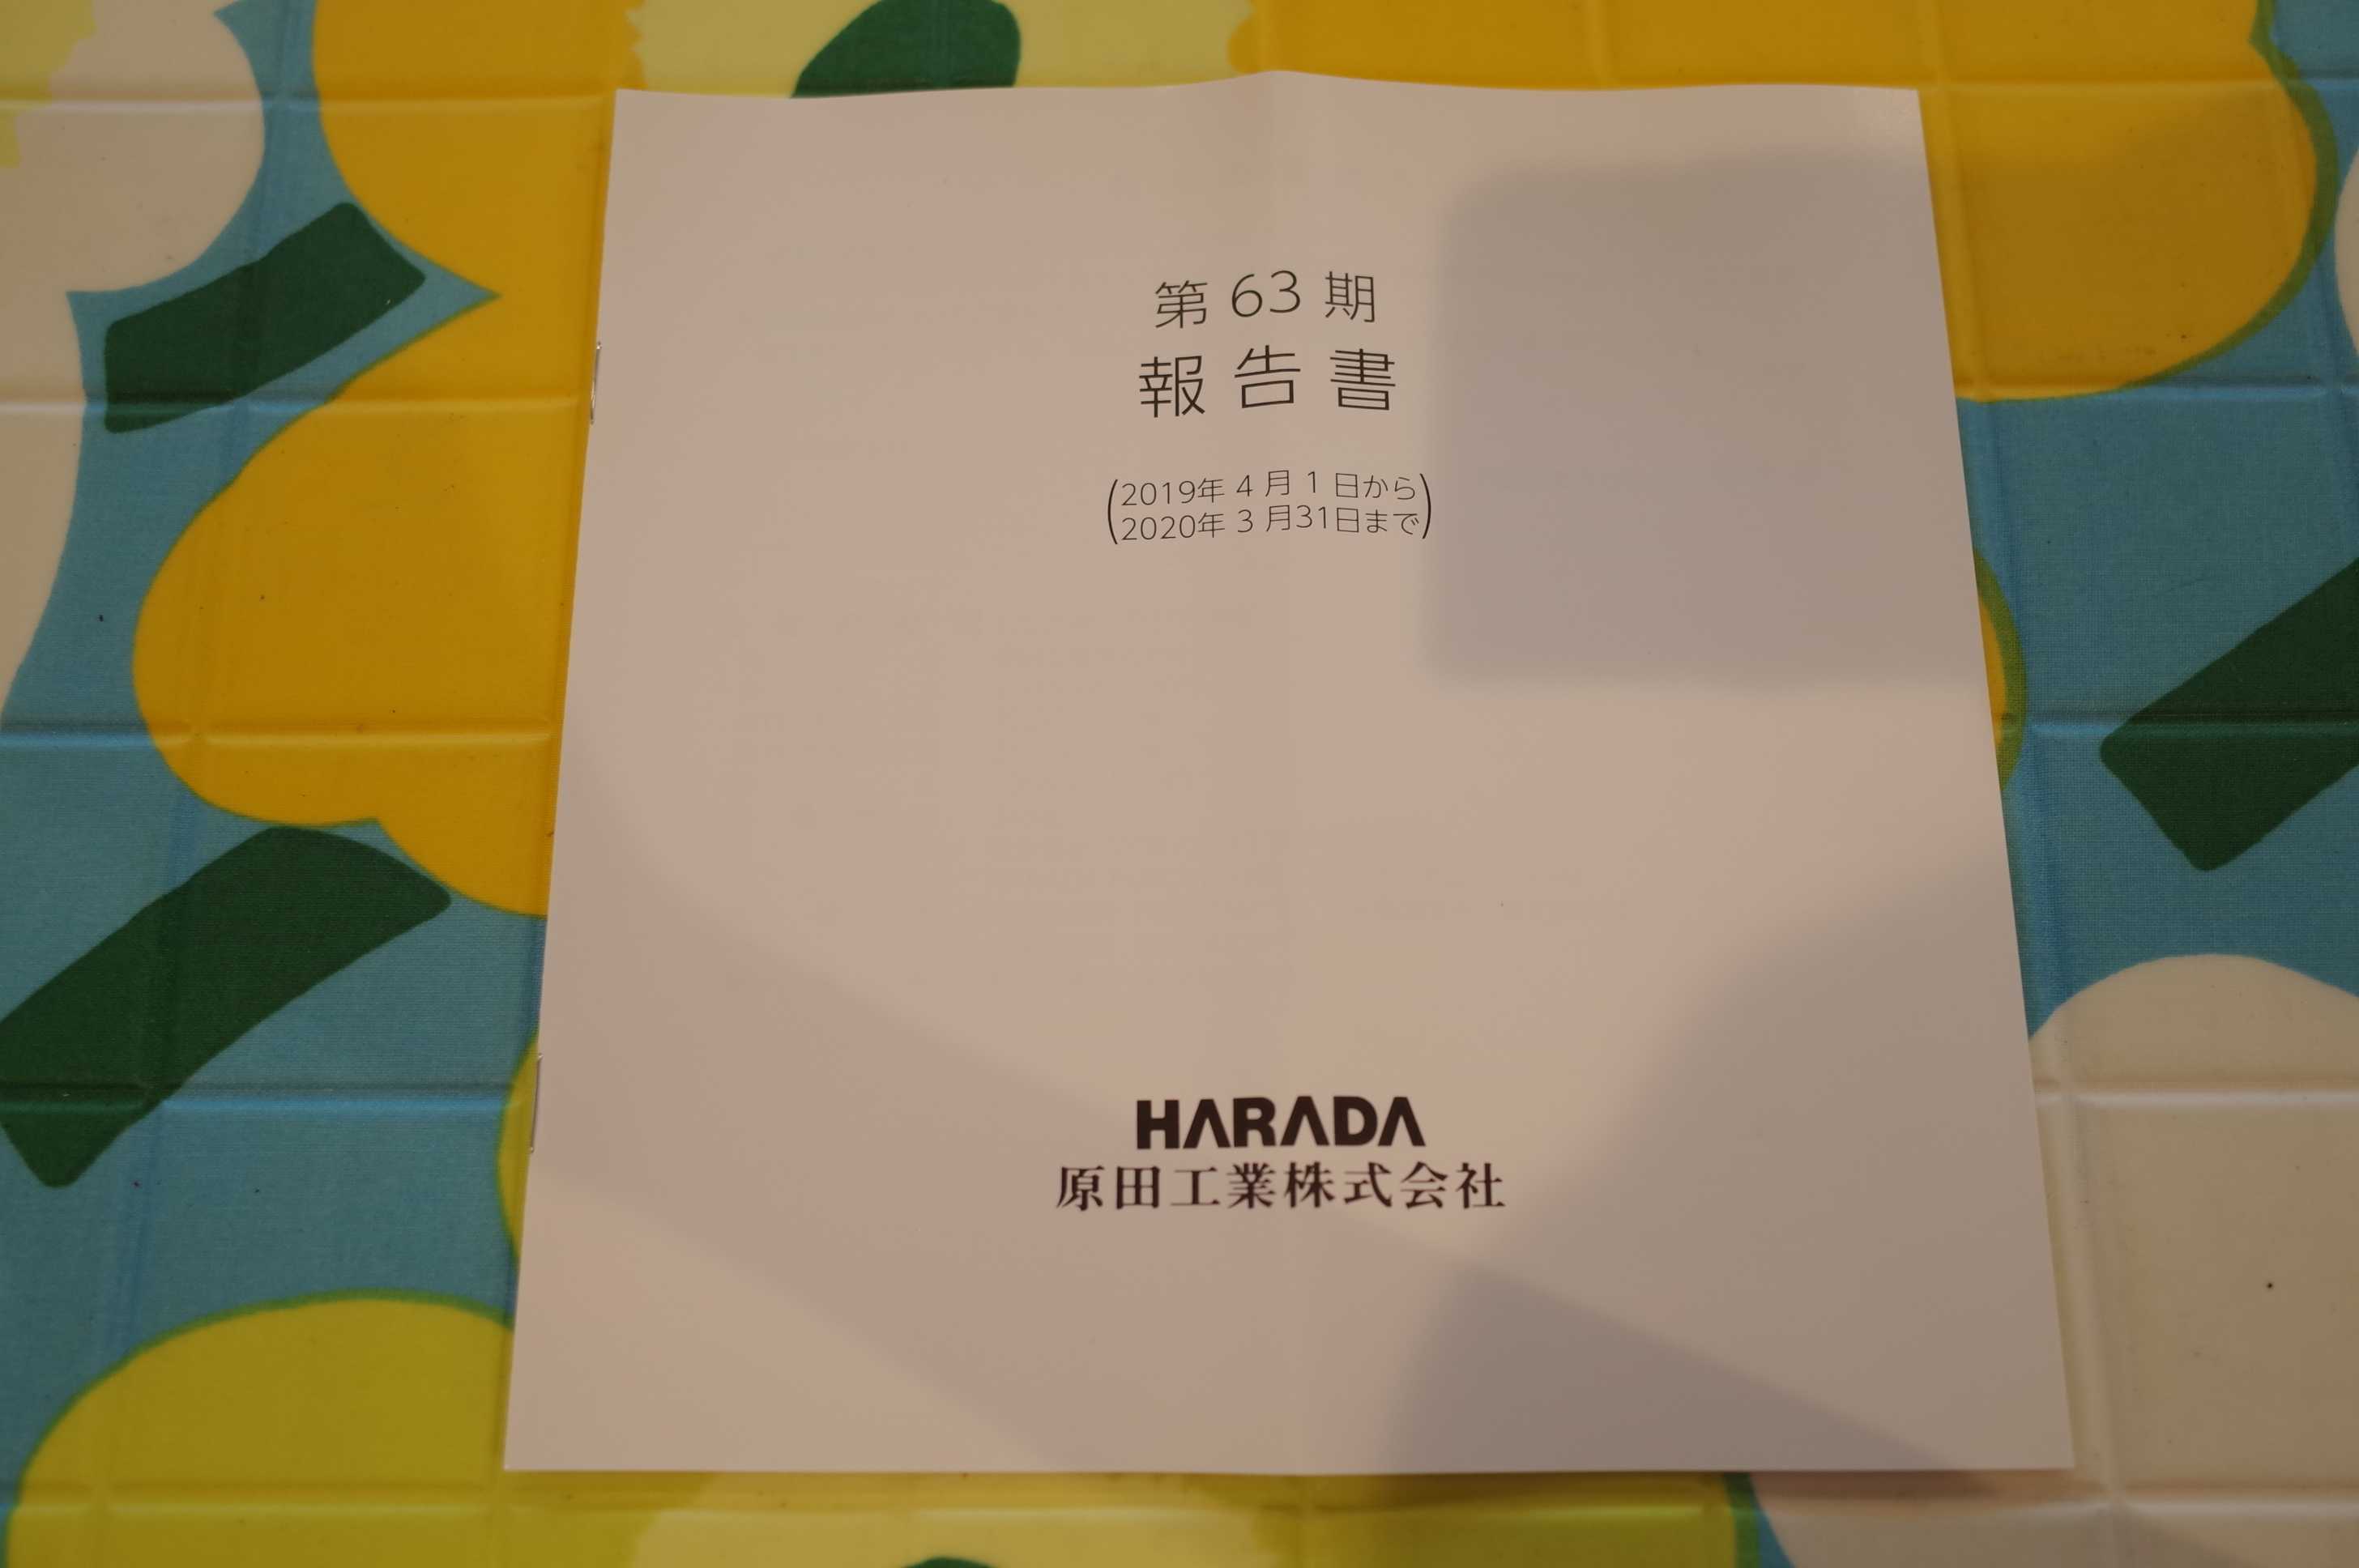 第63期
報告書
(2019年4月1日から
2020年3月31日まで)
HARADA
原田工業株式会社